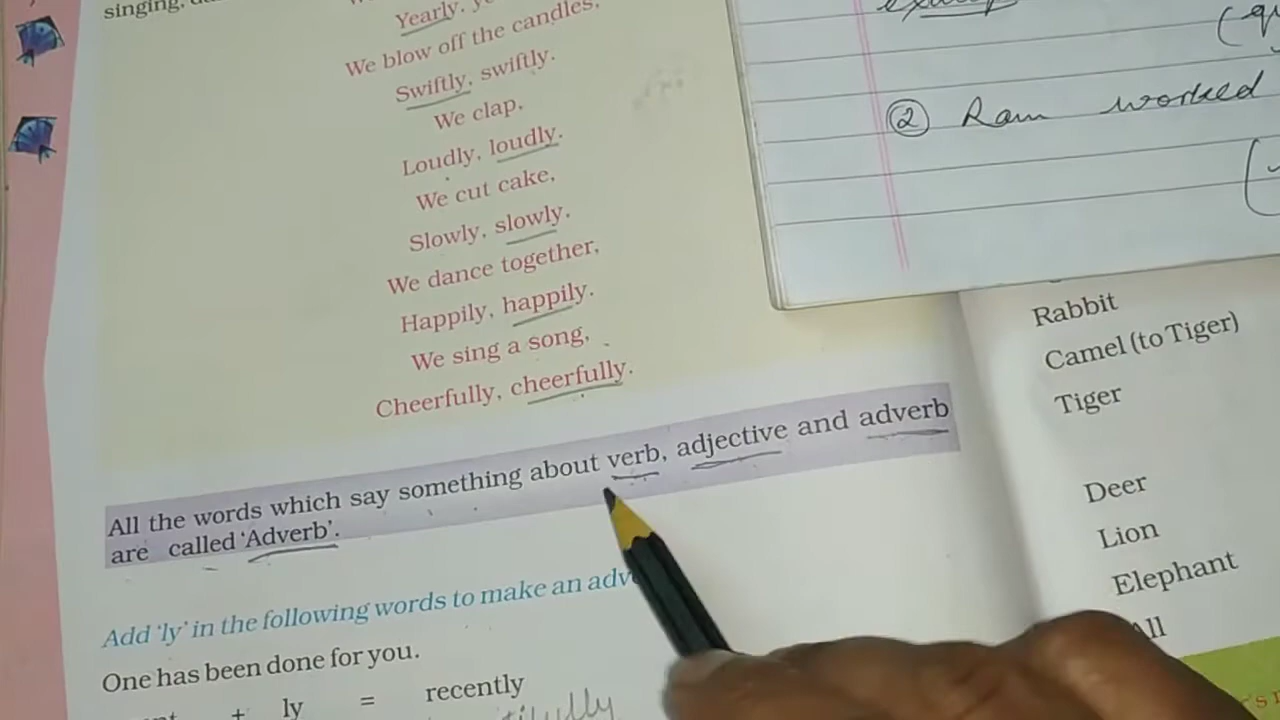 singing,
Yearly,
We blow off the candles,
Swiftly, swiftly.
We clap,
Loudly, loudly.
We cut cake,
Slowly, slowly.
We dance together,
Happily, happily.
We sing a song,
Cheerfully, cheerfully.
All the words which say something about verb, adjective and adverb
are called 'Adverb'.
Add 'ly' in the following words to make an
One has been done for you.
+ ly = recently
② Ram worked
Rabbit
Camel (to Tiger)
Tiger
Deer
Lion
Elephant
All